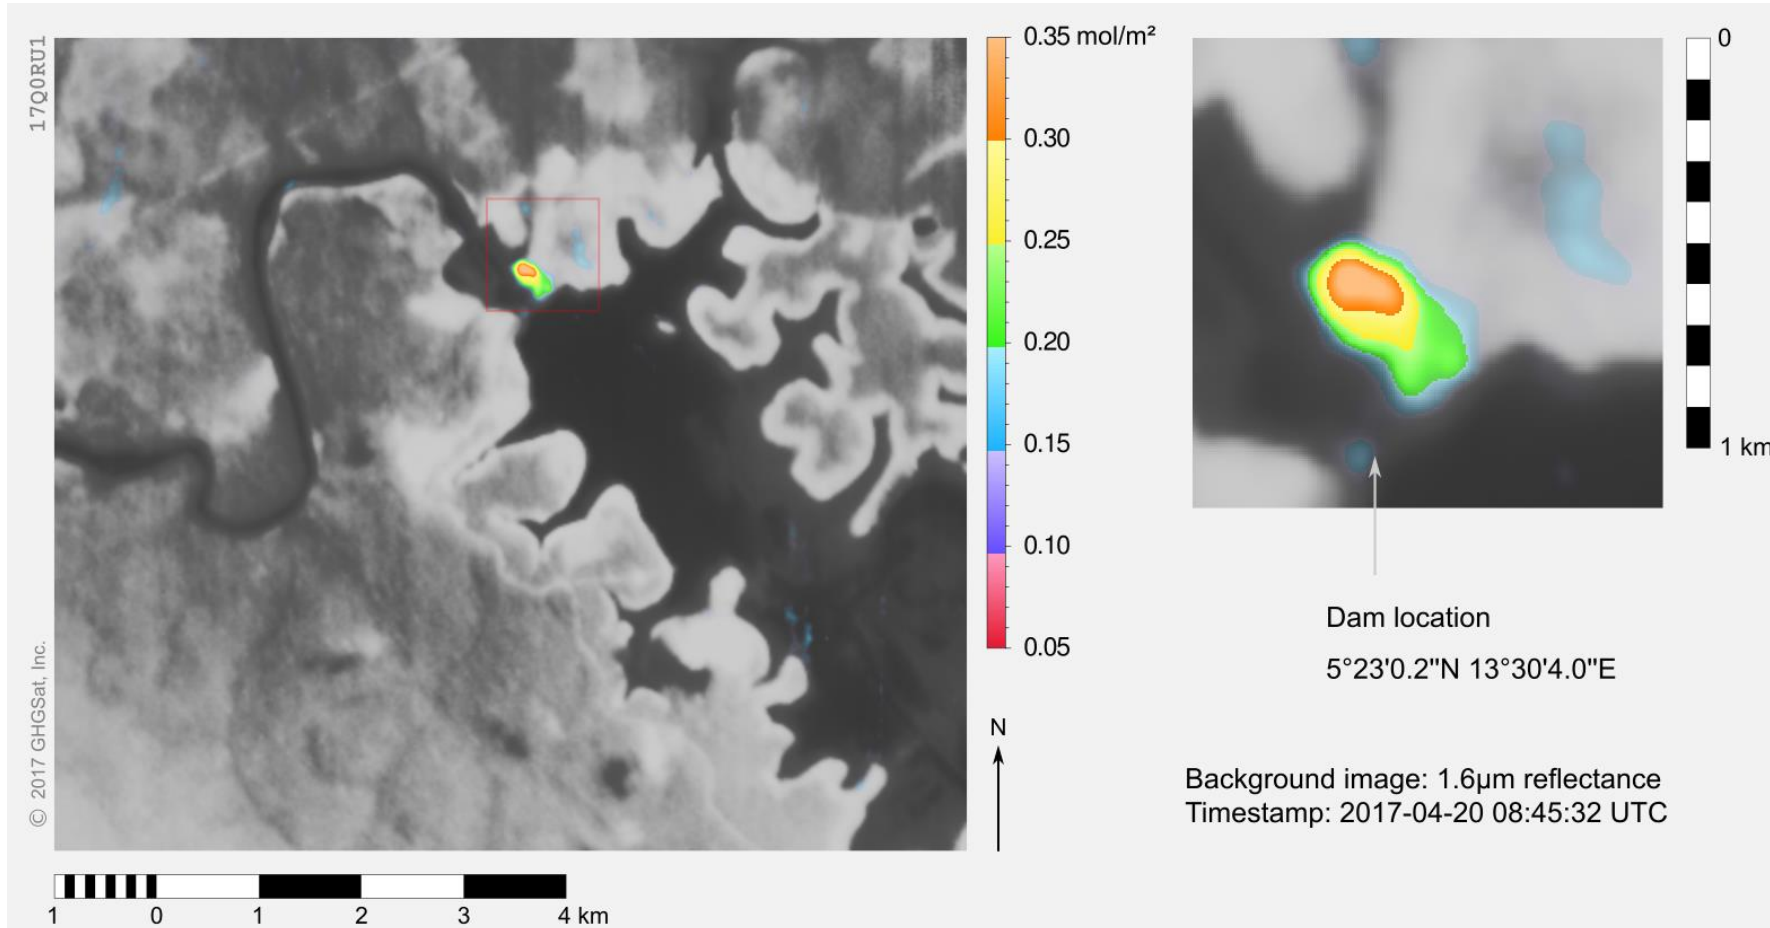 17Q0RU1
© 2017 GHGSat, Inc.
0.35 mol/m²
0.30
0.25
0.20
0.15
0.10
0.05
N
1 0 1 2 3 4 km
0
1 km
Dam location
5°23'0.2"N 13°30'4.0"E
Background image: 1.6µm reflectance
Timestamp: 2017-04-20 08:45:32 UTC